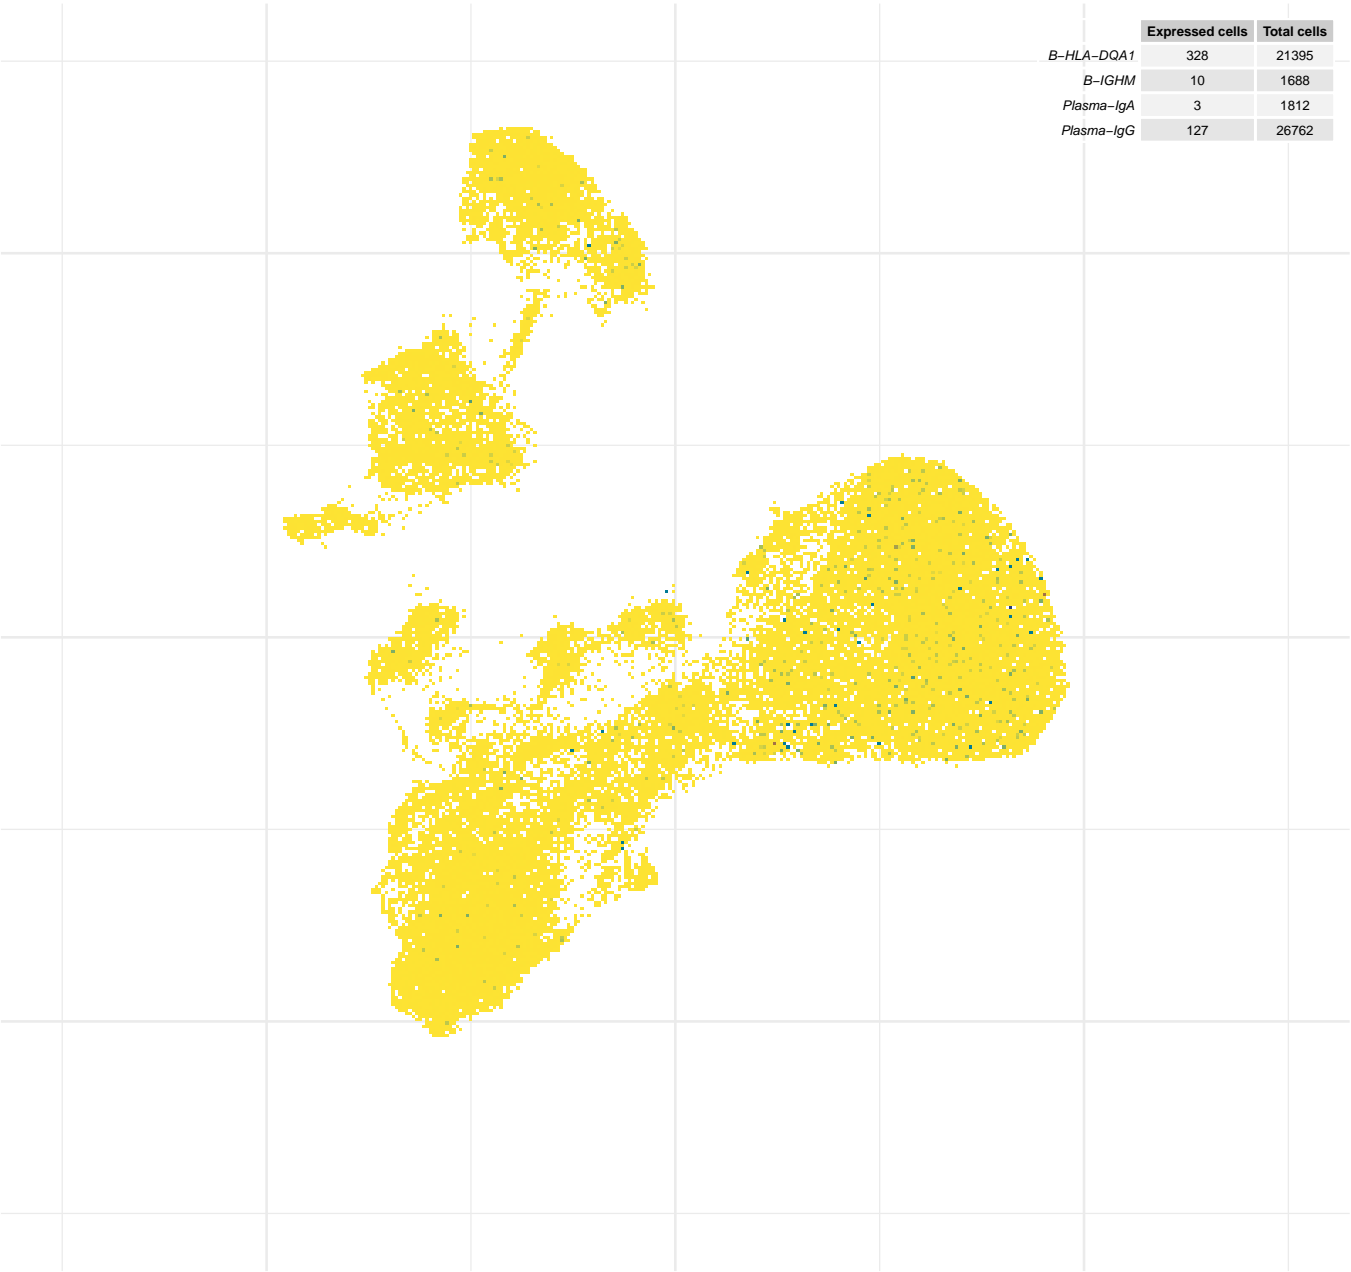 Expressed cells Total cells
B−HLA−DQA1 328 21395
B−IGHM 10 1688
Plasma−IgA 3 1812
Plasma−IgG 127 26762